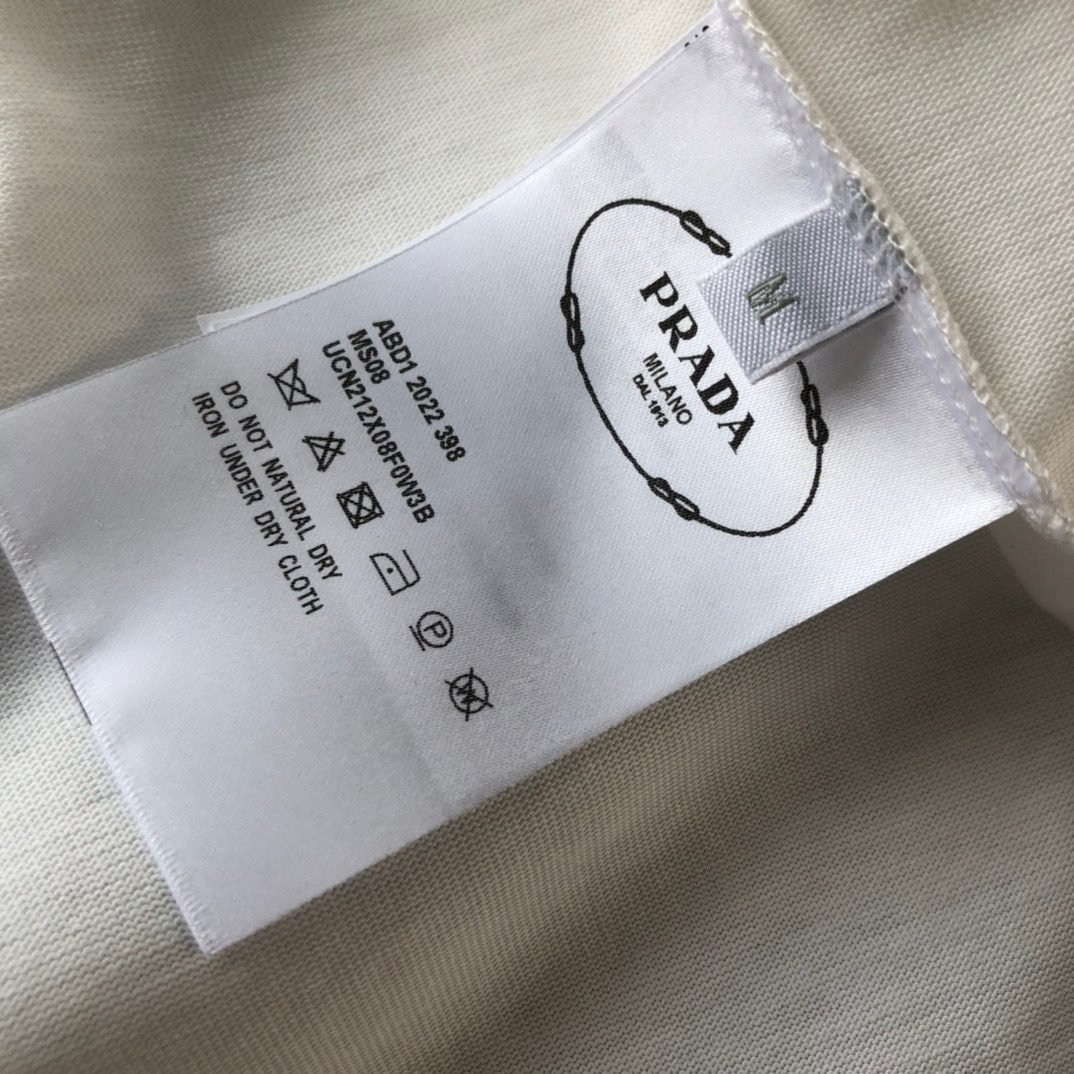 M
PRADA
MILANO
DAL 1913
ABD1 2022 398
MS08
UCN212X08F0W3B
P
DO NOT NATURAL DRY
IRON UNDER DRY CLOTH